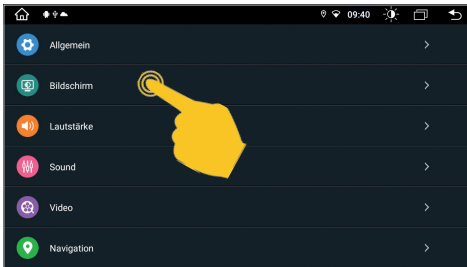 09:40
Allgemein
Bildschirm
Lautstärke
Sound
Video
Navigation